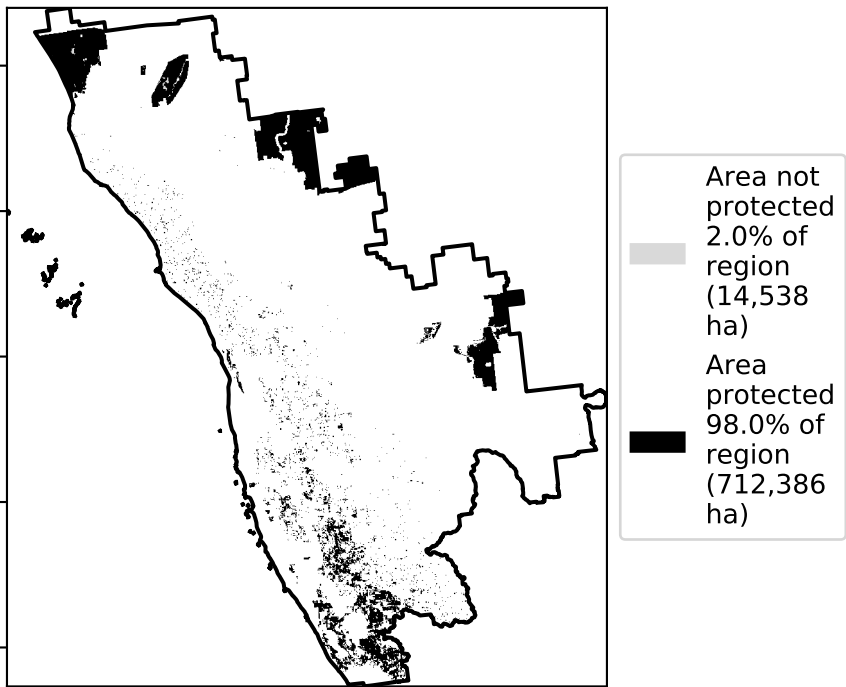 Area not
protected
2.0% of
region
(14,538
ha)
Area
protected
98.0% of
region
(712,386
ha)